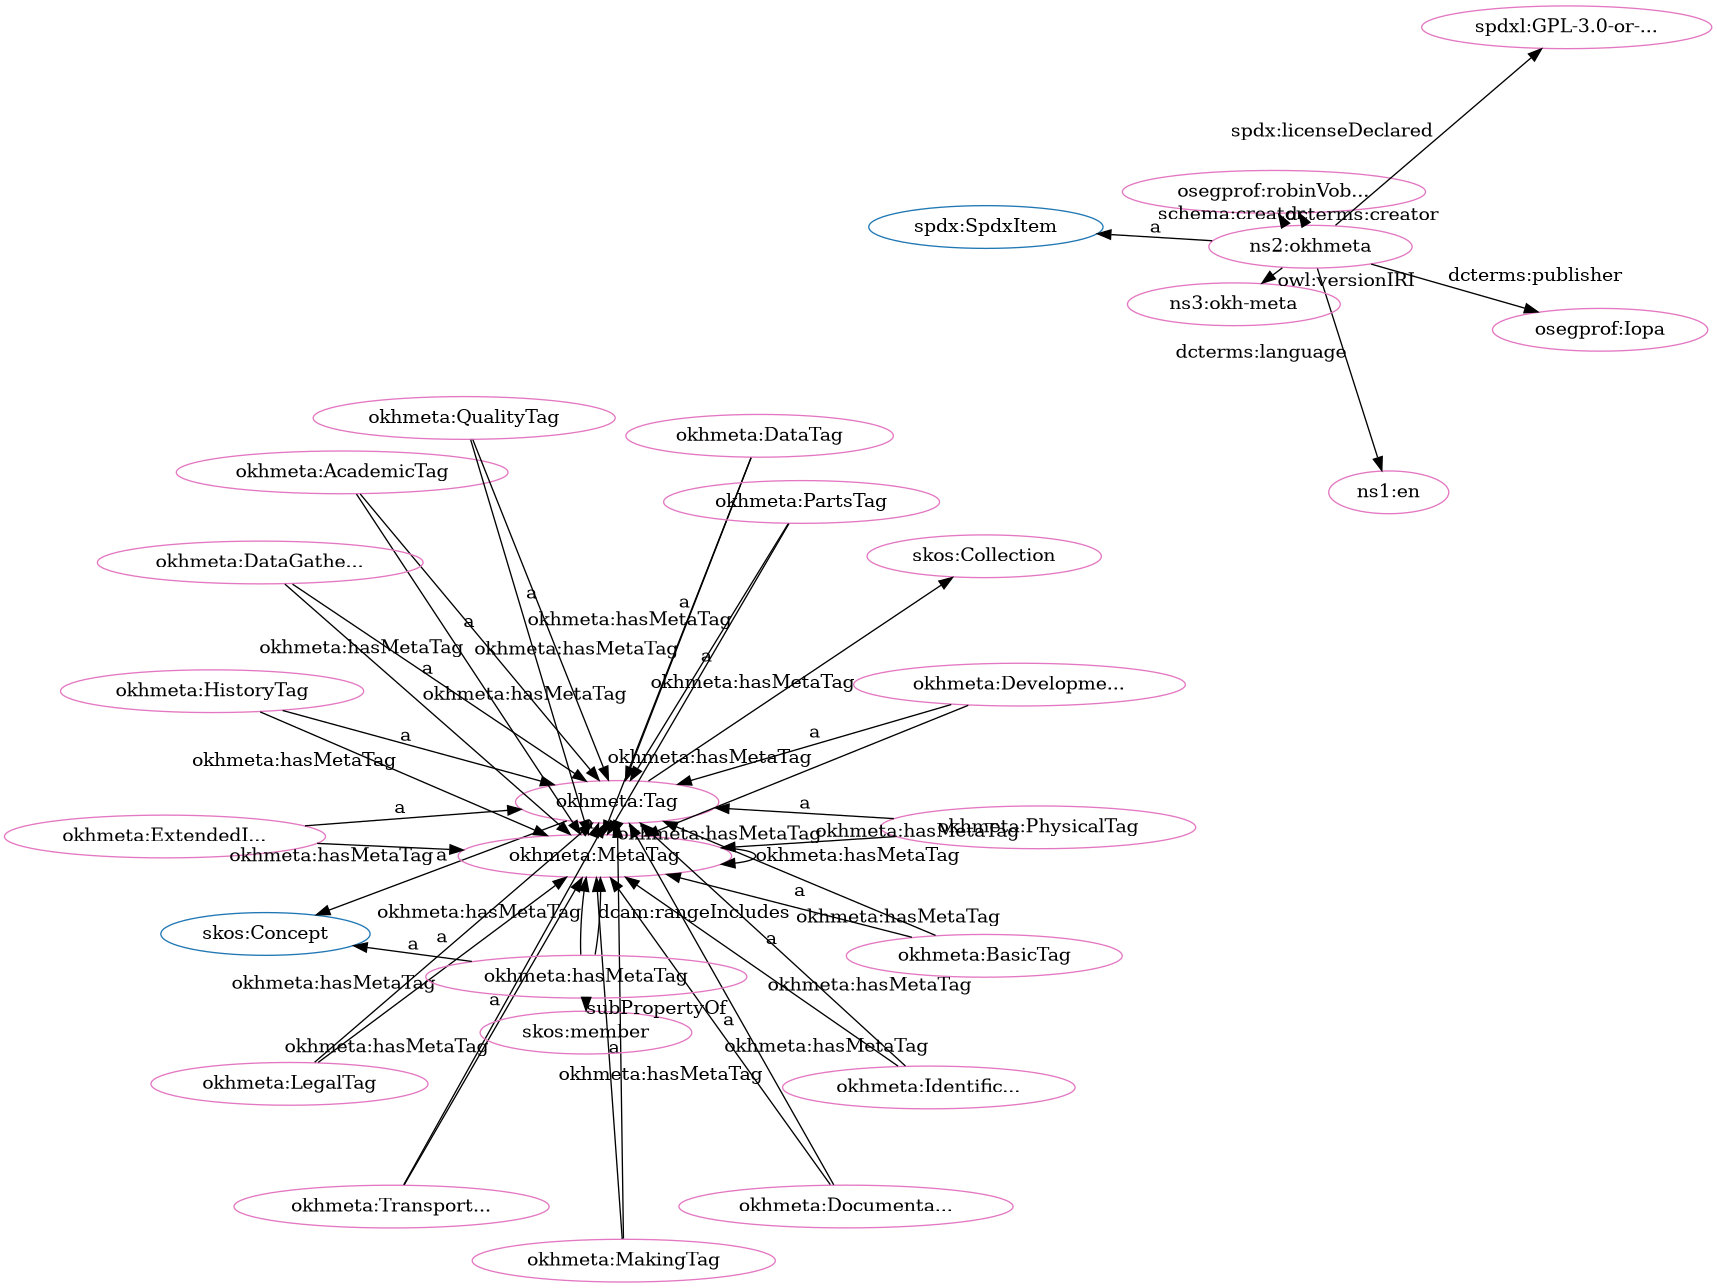 spdxl:GPL-3.0-or-...
spdx:licenseDeclared
osegprof:robinVob...
schema:creator
dcterms:creator
spdx:SpdxItem
a
ns2:okhmeta
dcterms:publisher
owl:versionIRI
ns3:okh-meta
osegprof:Iopa
dcterms:language
okhmeta:QualityTag
okhmeta:DataTag
okhmeta:AcademicTag
ns1:en
okhmeta:PartsTag
skos:Collection
okhmeta:DataGathe...
a
a
okhmeta:hasMetaTag
a
okhmeta:hasMetaTag
okhmeta:hasMetaTag
a
a
okhmeta:hasMetaTag
okhmeta:hasMetaTag
okhmeta:Developme...
okhmeta:HistoryTag
a
a
okhmeta:hasMetaTag
okhmeta:hasMetaTag
okhmeta:Tag
a
a
okhmeta:ExtendedI...
okhmeta:hasMetaTag
okhmeta:hasMetaTag
okhmeta:PhysicalTag
okhmeta:hasMetaTag
a
okhmeta:MetaTag
okhmeta:hasMetaTag
a
okhmeta:hasMetaTag
dcam:rangeIncludes
okhmeta:hasMetaTag
skos:Concept
a
a
a
okhmeta:BasicTag
okhmeta:hasMetaTag
okhmeta:hasMetaTag
okhmeta:hasMetaTag
a
subPropertyOf
a
skos:member
okhmeta:hasMetaTag
a
okhmeta:hasMetaTag
okhmeta:hasMetaTag
okhmeta:LegalTag
okhmeta:Identific...
okhmeta:Transport...
okhmeta:Documenta...
okhmeta:MakingTag